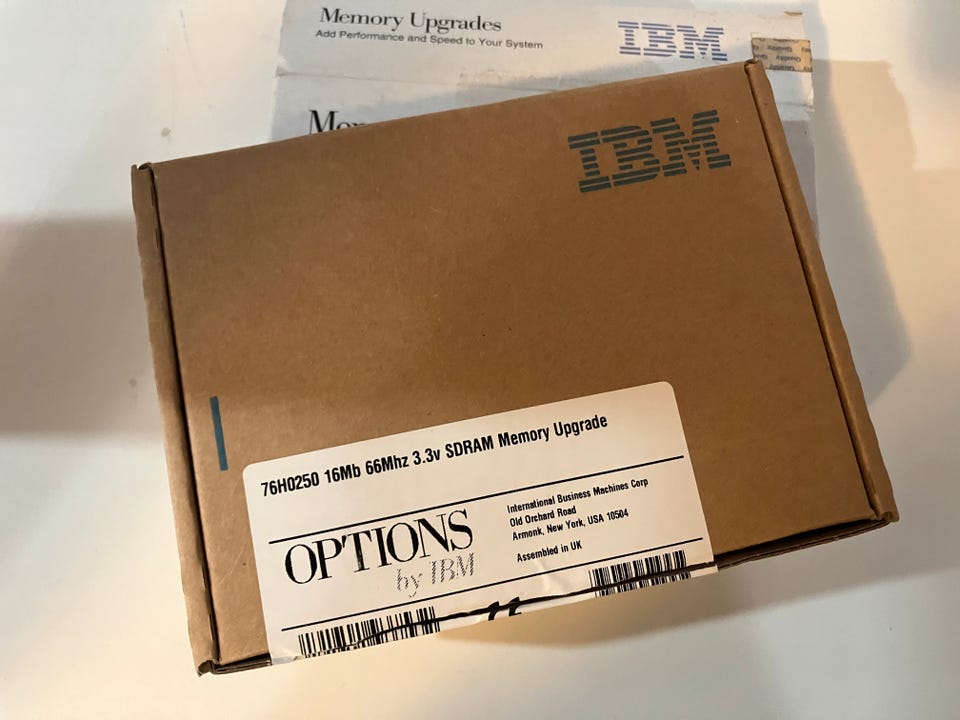 Memory Upgrades
Add Performance and Speed to Your System
IBM
IBM
76H0250 16Mb 66Mhz 3.3v SDRAM Memory Upgrade
OPTIONS
by IBM
International Business Machines Corp
Old Orchard Road
Armonk, New York, USA 10504
Assembled in UK